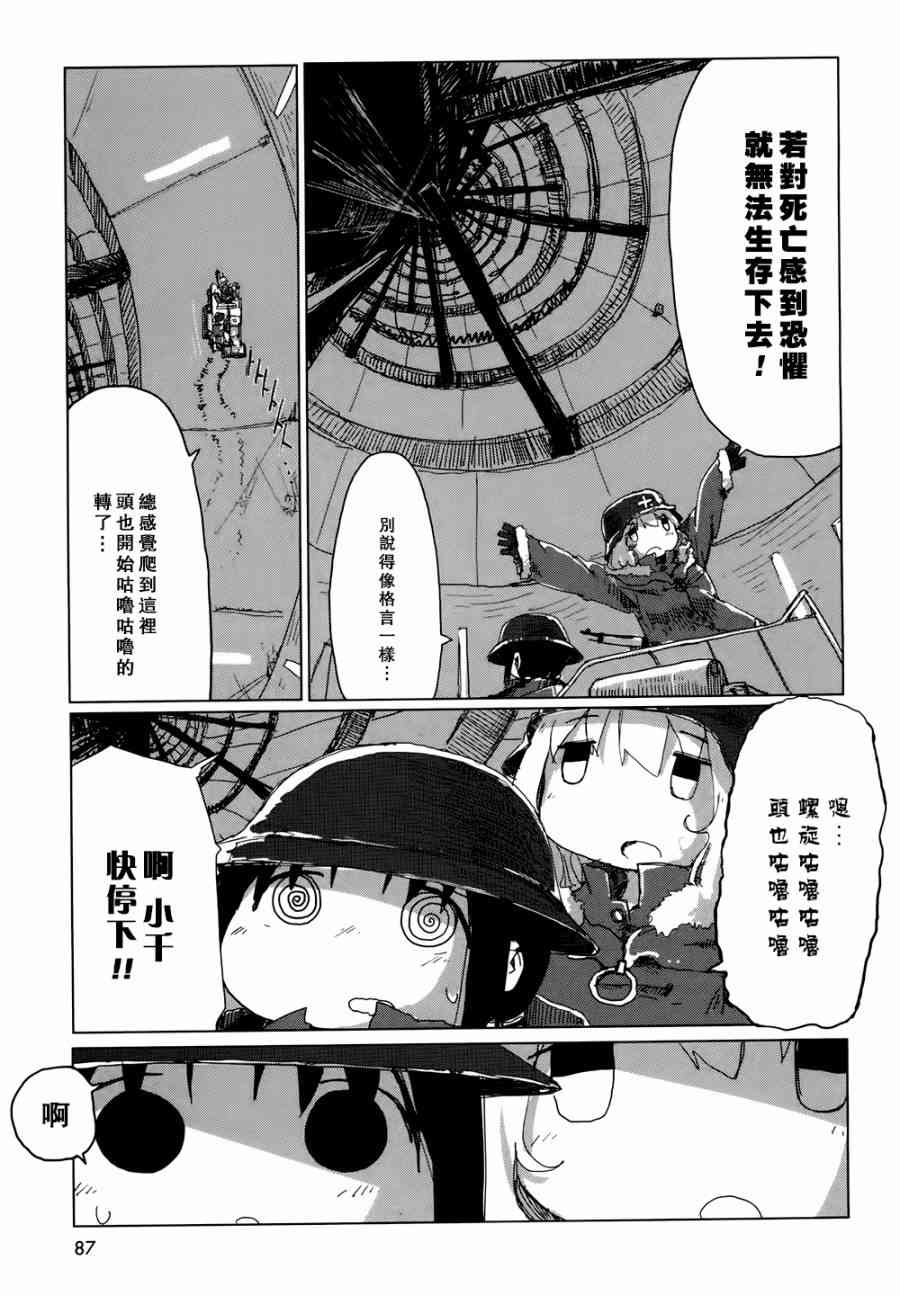 若對死亡感到恐懼
就無法生存下去!
別說得像格言一樣…
總感覺爬到這裡
頭也開始咕嚕咕嚕的
轉了…
嗯…
螺旋咕嚕咕嚕
頭也咕嚕咕嚕
啊 小千
快停下!!
啊
87